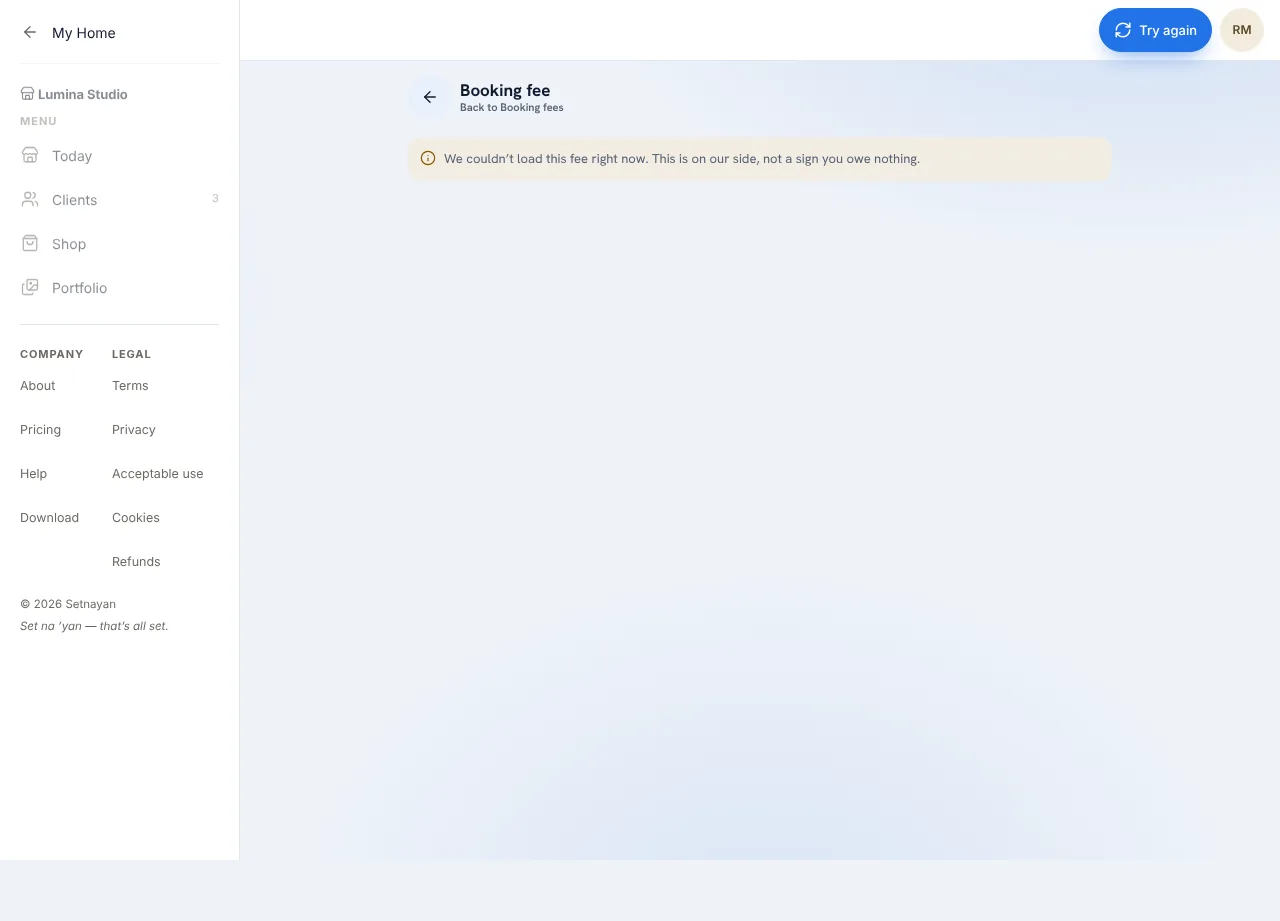 My Home
Lumina Studio
MENU
Today
Clients 3
Shop
Portfolio
COMPANY
About
Pricing
Help
Download
LEGAL
Terms
Privacy
Acceptable use
Cookies
Refunds
© 2026 Setnayan
Set na ’yan — that’s all set.
Try again
RM
Booking fee
Back to Booking fees
We couldn’t load this fee right now. This is on our side, not a sign you owe nothing.